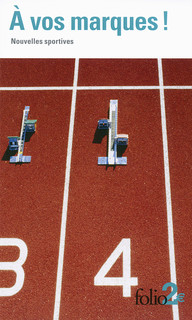 À vos marques !
Nouvelles sportives
3
4
folio
2€